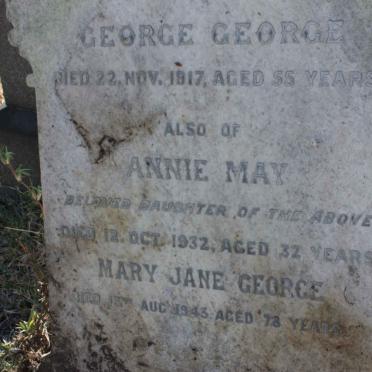 GEORGE GEORGE
DIED 22. NOV. 1917, AGED 55 YEARS
ALSO OF
ANNIE MAY
BELOVED DAUGHTER OF THE ABOVE
DIED 12. OCT. 1932, AGED 32 YEARS
MARY JANE GEORGE
DIED AUG 1945 AGED 78 YEARS